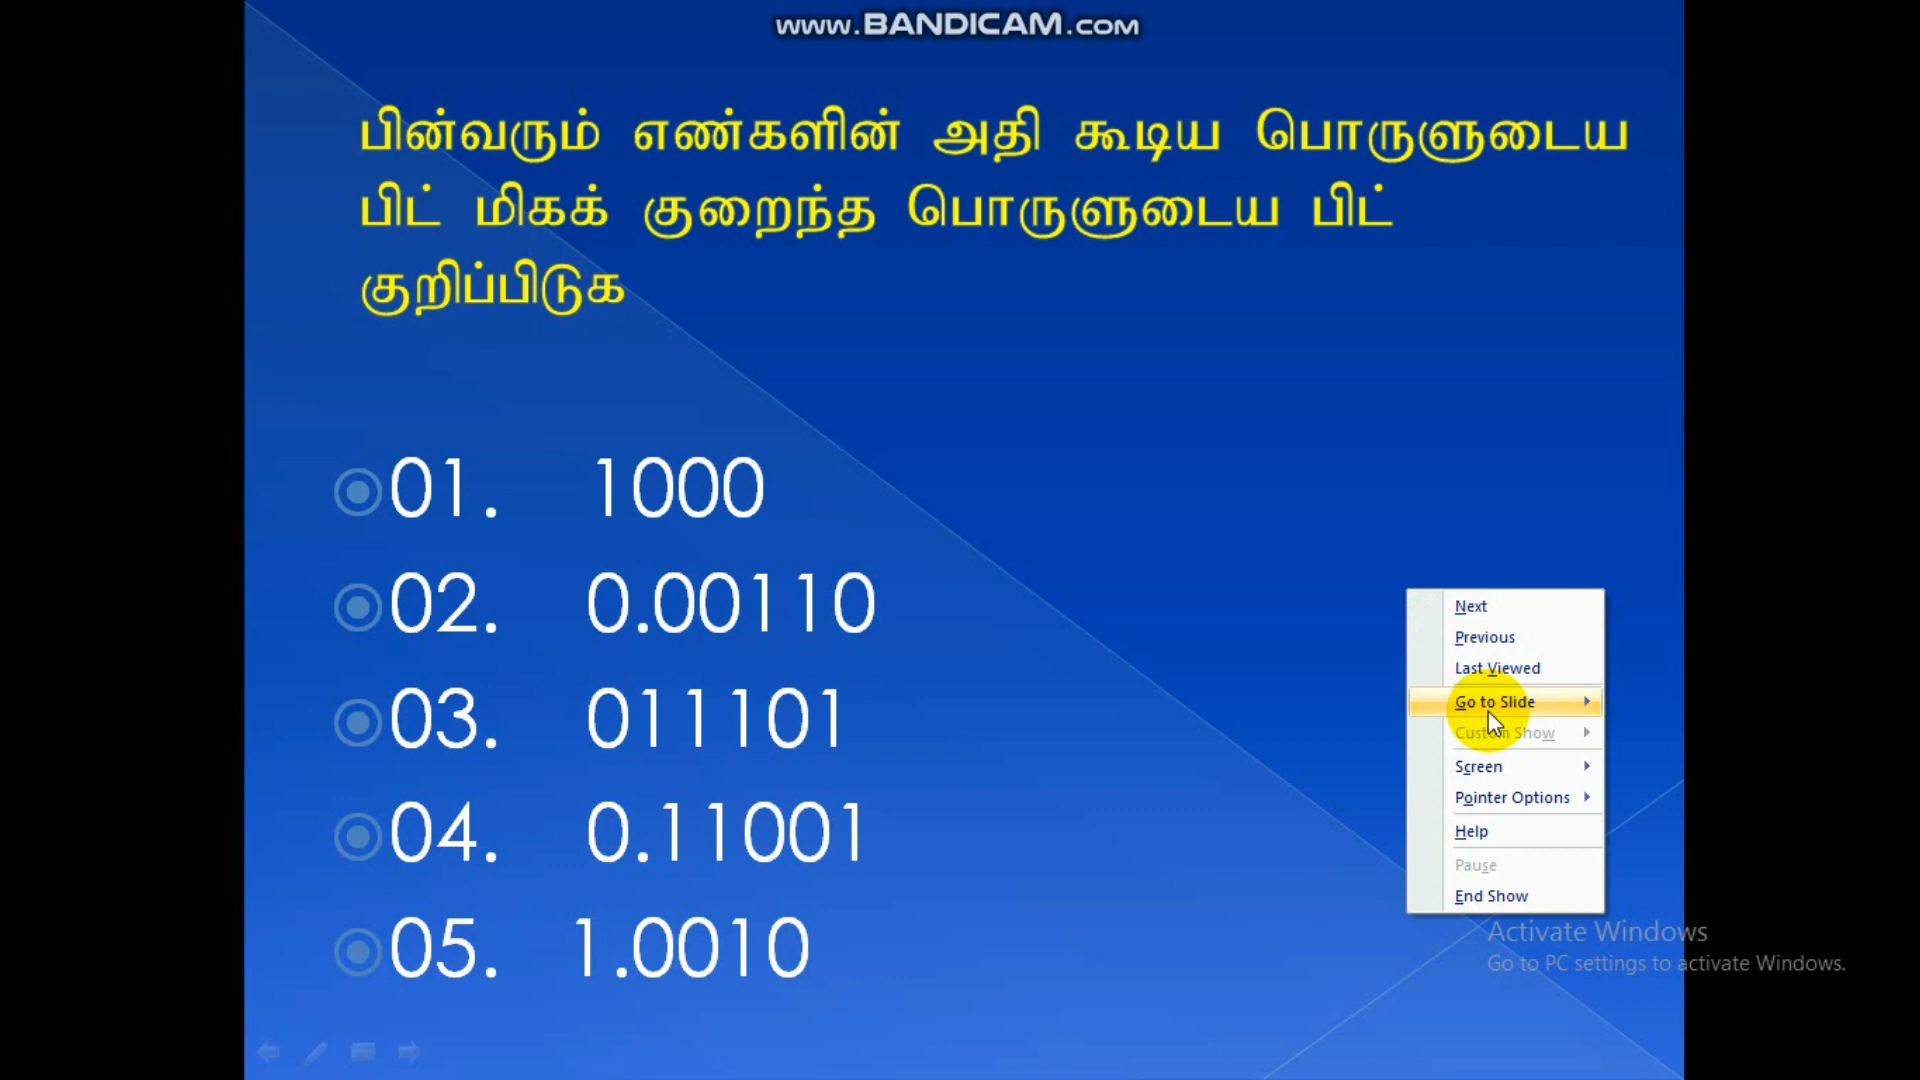 www.BANDICAM.COM
பின்வரும் எண்களின் அதி கூடிய பொருளுடைய
பிட் மிகக் குறைந்த பொருளுடைய பிட்
குறிப்பிடுக
01. 1000
02. 0.00110
03. 011101
04. 0.11001
05. 1.0010
Next
Previous
Last Viewed
Go to Slide
Custom Show
Screen
Pointer Options
Help
Pause
End Show
Activate Windows
Go to PC settings to activate Windows.